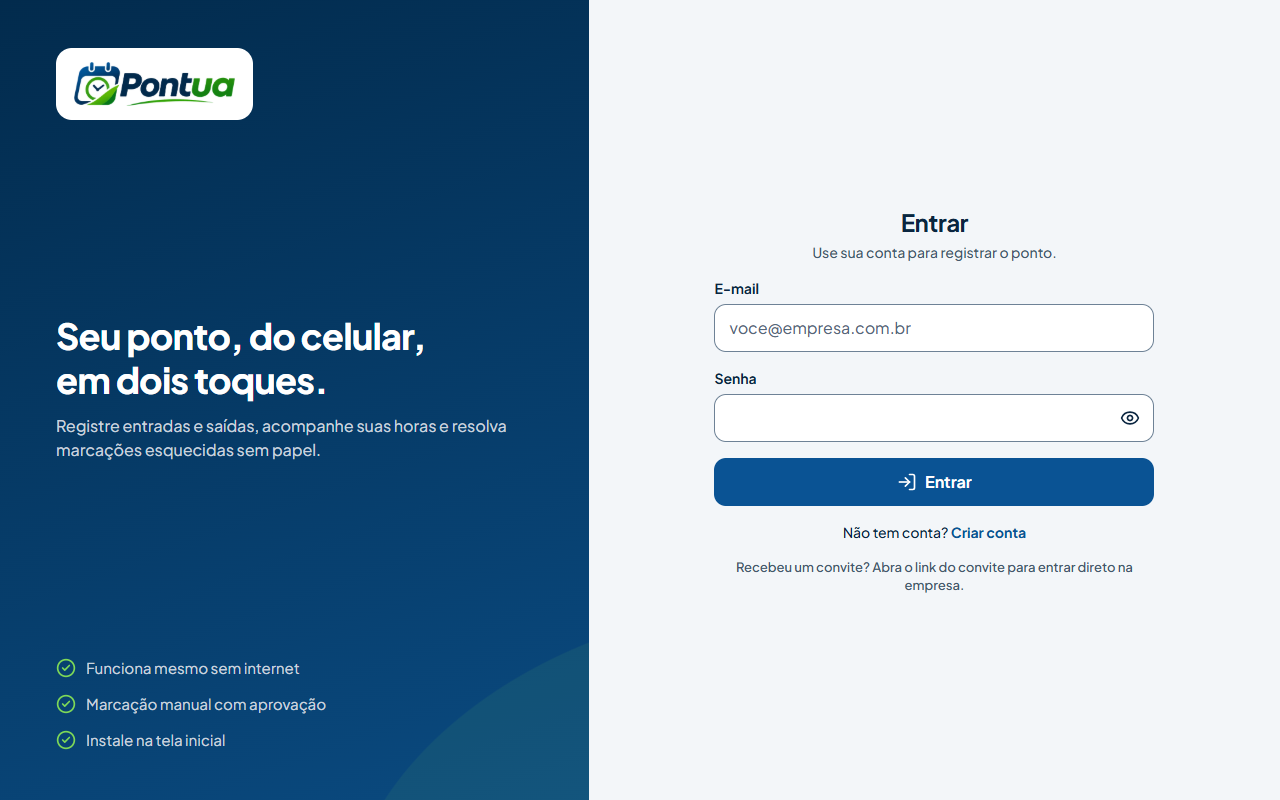 Pontua
Seu ponto, do celular,
em dois toques.
Registre entradas e saídas, acompanhe suas horas e resolva
marcações esquecidas sem papel.
Funciona mesmo sem internet
Marcação manual com aprovação
Instale na tela inicial
Entrar
Use sua conta para registrar o ponto.
E-mail
voce@empresa.com.br
Senha
Entrar
Não tem conta? Criar conta
Recebeu um convite? Abra o link do convite para entrar direto na
empresa.